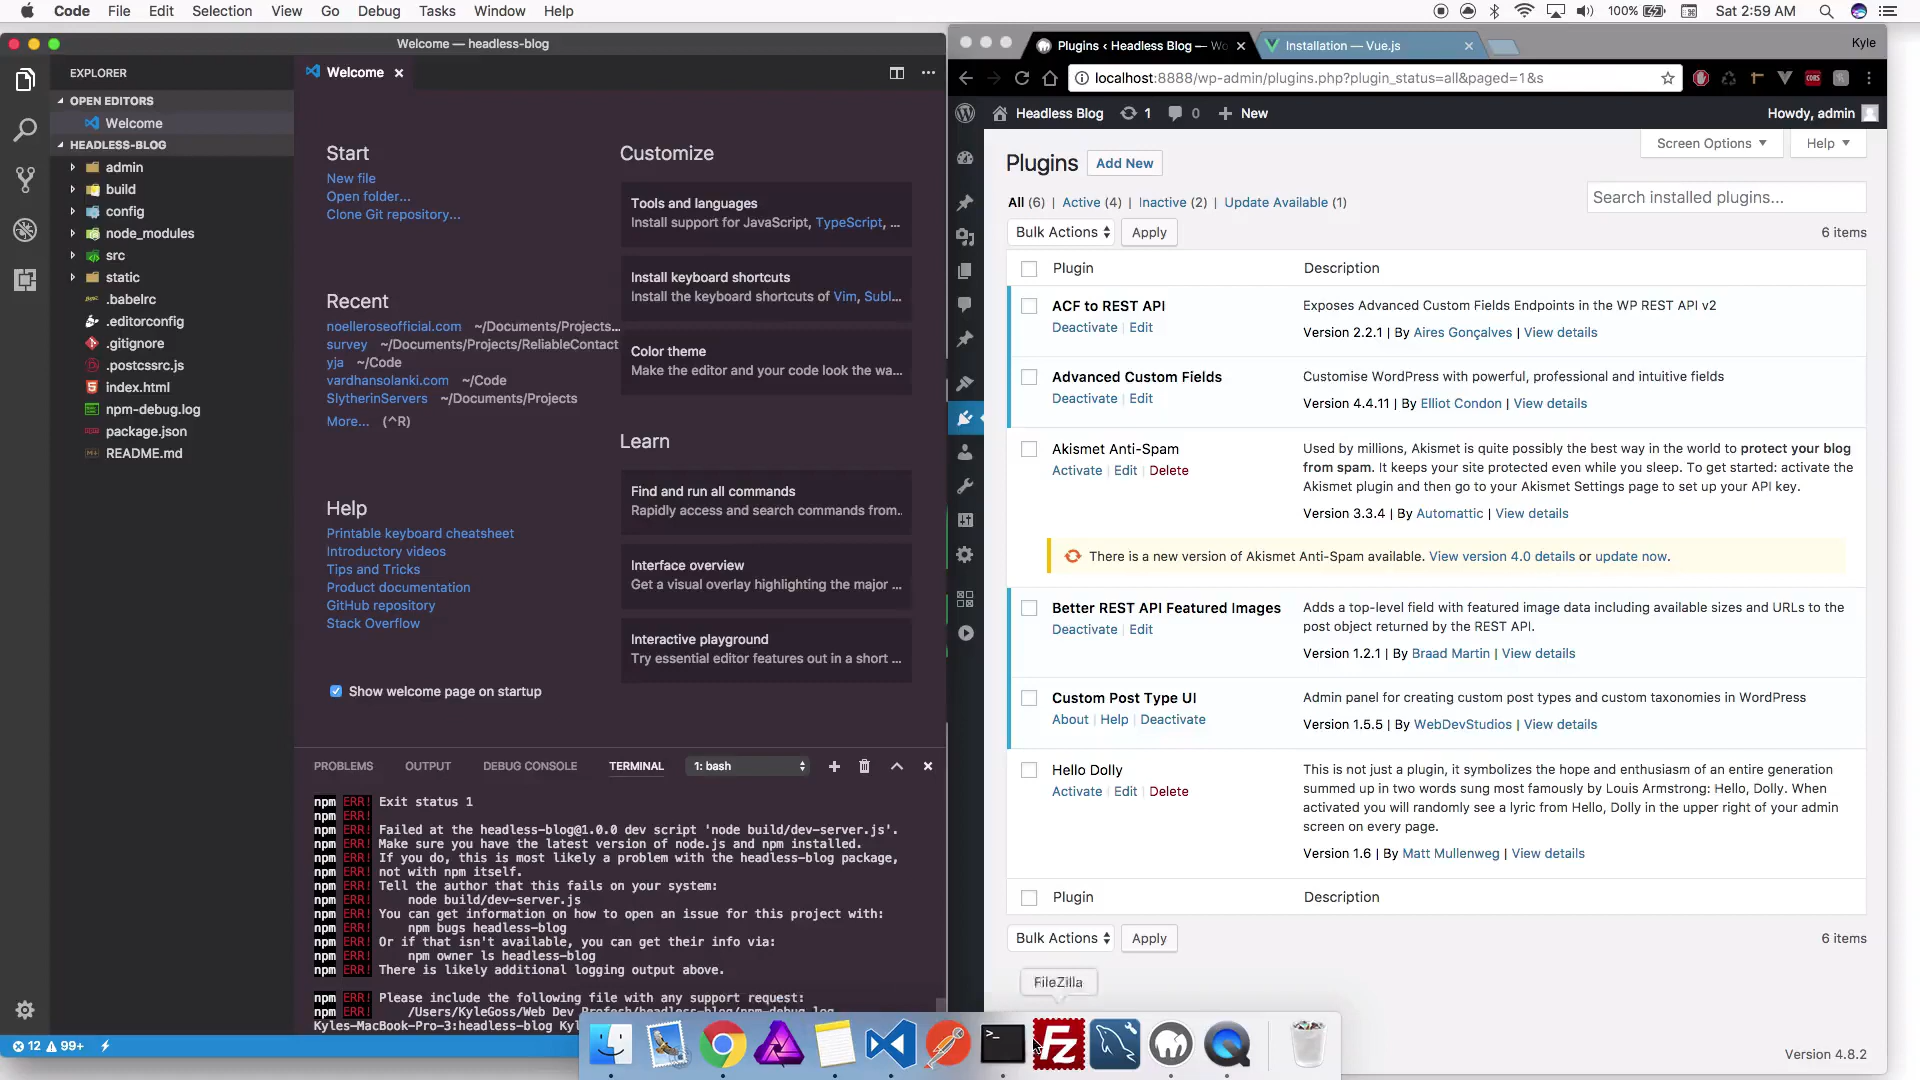 Code File Edit Selection View Go Debug Tasks Window Help
100% Sat 2:59 AM
Welcome — headless-blog
EXPLORER
OPEN EDITORS
Welcome
HEADLESS-BLOG
admin
build
config
node_modules
src
static
.babelrc
.editorconfig
.gitignore
.postcssrc.js
index.html
npm-debug.log
package.json
README.md
12 99+
Welcome
Start
New file
Open folder...
Clone Git repository...
Recent
noelleroseofficial.com ~/Documents/Projects...
survey ~/Documents/Projects/ReliableContact
yja ~/Code
vardhansolanki.com ~/Code
SlytherinServers ~/Documents/Projects
More... (^R)
Help
Printable keyboard cheatsheet
Introductory videos
Tips and Tricks
Product documentation
GitHub repository
Stack Overflow
Show welcome page on startup
Customize
Tools and languages
Install support for JavaScript, TypeScript, ...
Install keyboard shortcuts
Install the keyboard shortcuts of Vim, Subl...
Color theme
Make the editor and your code look the wa...
Learn
Find and run all commands
Rapidly access and search commands from.
Interface overview
Get a visual overlay highlighting the major ...
Interactive playground
Try essential editor features out in a short ...
PROBLEMS OUTPUT DEBUG CONSOLE TERMINAL 1: bash
npm ERR! Exit status 1
npm ERR!
npm ERR! Failed at the headless-blog@1.0.0 dev script 'node build/dev-server.js'.
npm ERR! Make sure you have the latest version of node.js and npm installed.
npm ERR! If you do, this is most likely a problem with the headless-blog package,
npm ERR! not with npm itself.
npm ERR! Tell the author that this fails on your system:
npm ERR! node build/dev-server.js
npm ERR! You can get information on how to open an issue for this project with:
npm ERR! npm bugs headless-blog
npm ERR! Or if that isn't available, you can get their info via:
npm ERR! npm owner ls headless-blog
npm ERR! There is likely additional logging output above.
npm ERR! Please include the following file with any support request:
npm ERR! /Users/KyleGoss/Web Dev Profesh/headless-blog/npm-debug.log
Kyles-MacBook-Pro-3:headless-blog Ky
Plugins ‹ Headless Blog — Wo
Installation — Vue.js
Kyle
localhost:8888/wp-admin/plugins.php?plugin_status=all&paged=1&s
Headless Blog 1 0 New
Howdy, admin
Screen Options Help
Plugins Add New
All (6) | Active (4) | Inactive (2) | Update Available (1)
Search installed plugins...
Bulk Actions Apply
6 items
Plugin Description
ACF to REST API
Deactivate | Edit
Exposes Advanced Custom Fields Endpoints in the WP REST API v2
Version 2.2.1 | By Aires Gonçalves | View details
Advanced Custom Fields
Deactivate | Edit
Customise WordPress with powerful, professional and intuitive fields
Version 4.4.11 | By Elliot Condon | View details
Akismet Anti-Spam
Activate | Edit | Delete
Used by millions, Akismet is quite possibly the best way in the world to protect your blog
from spam. It keeps your site protected even while you sleep. To get started: activate the
Akismet plugin and then go to your Akismet Settings page to set up your API key.
Version 3.3.4 | By Automattic | View details
There is a new version of Akismet Anti-Spam available. View version 4.0 details or update now.
Better REST API Featured Images
Deactivate | Edit
Adds a top-level field with featured image data including available sizes and URLs to the
post object returned by the REST API.
Version 1.2.1 | By Braad Martin | View details
Custom Post Type UI
About | Help | Deactivate
Admin panel for creating custom post types and custom taxonomies in WordPress
Version 1.5.5 | By WebDevStudios | View details
Hello Dolly
Activate | Edit | Delete
This is not just a plugin, it symbolizes the hope and enthusiasm of an entire generation
summed up in two words sung most famously by Louis Armstrong: Hello, Dolly. When
activated you will randomly see a lyric from Hello, Dolly in the upper right of your admin
screen on every page.
Version 1.6 | By Matt Mullenweg | View details
Plugin Description
Bulk Actions Apply
6 items
FileZilla
Version 4.8.2